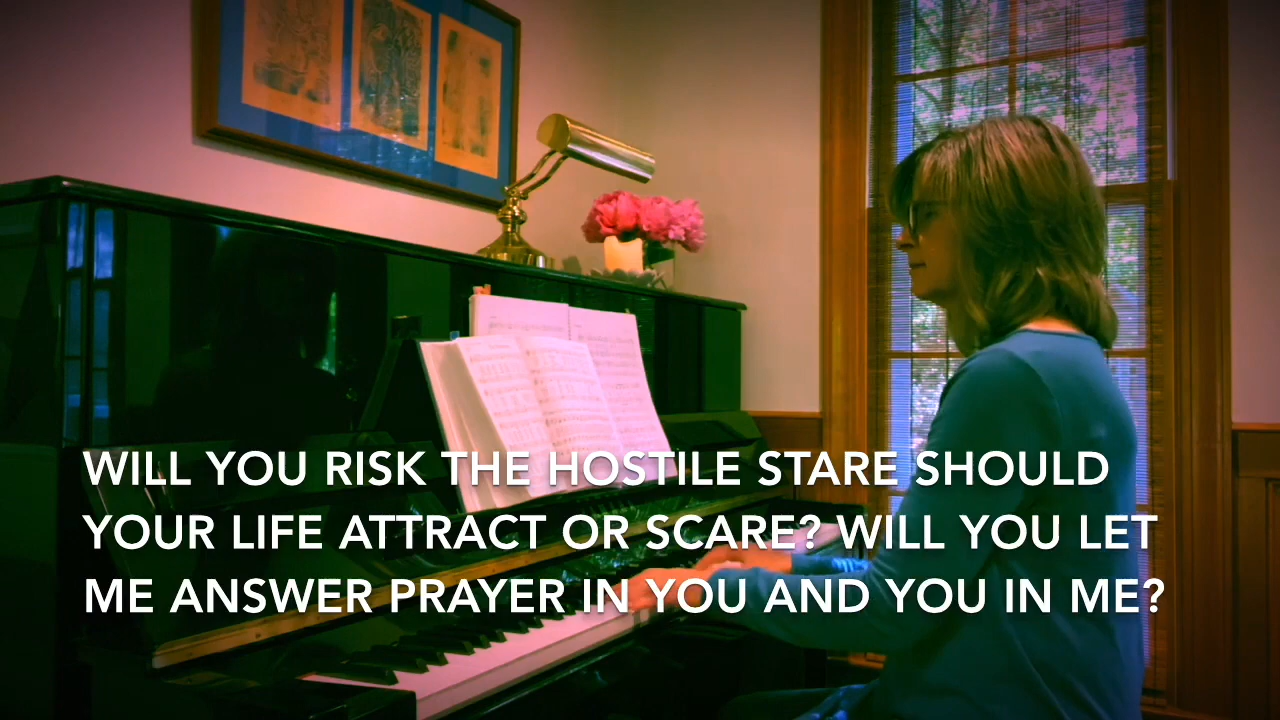 WILL YOU RISK THE HOSTILE STARE SHOULD
YOUR LIFE ATTRACT OR SCARE? WILL YOU LET
ME ANSWER PRAYER IN YOU AND YOU IN ME?